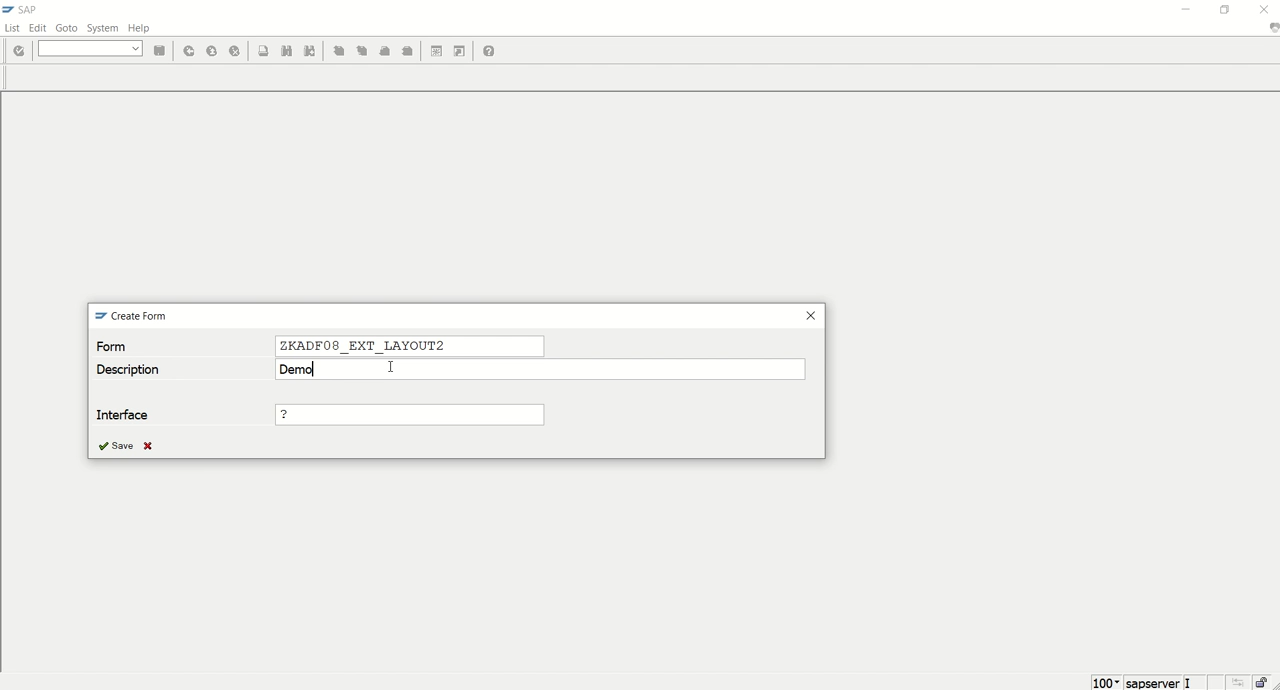 SAP
List Edit Goto System Help
Create Form
Form ZKADF08_EXT_LAYOUT2
Description Demo
Interface ?
Save
100 sapserver